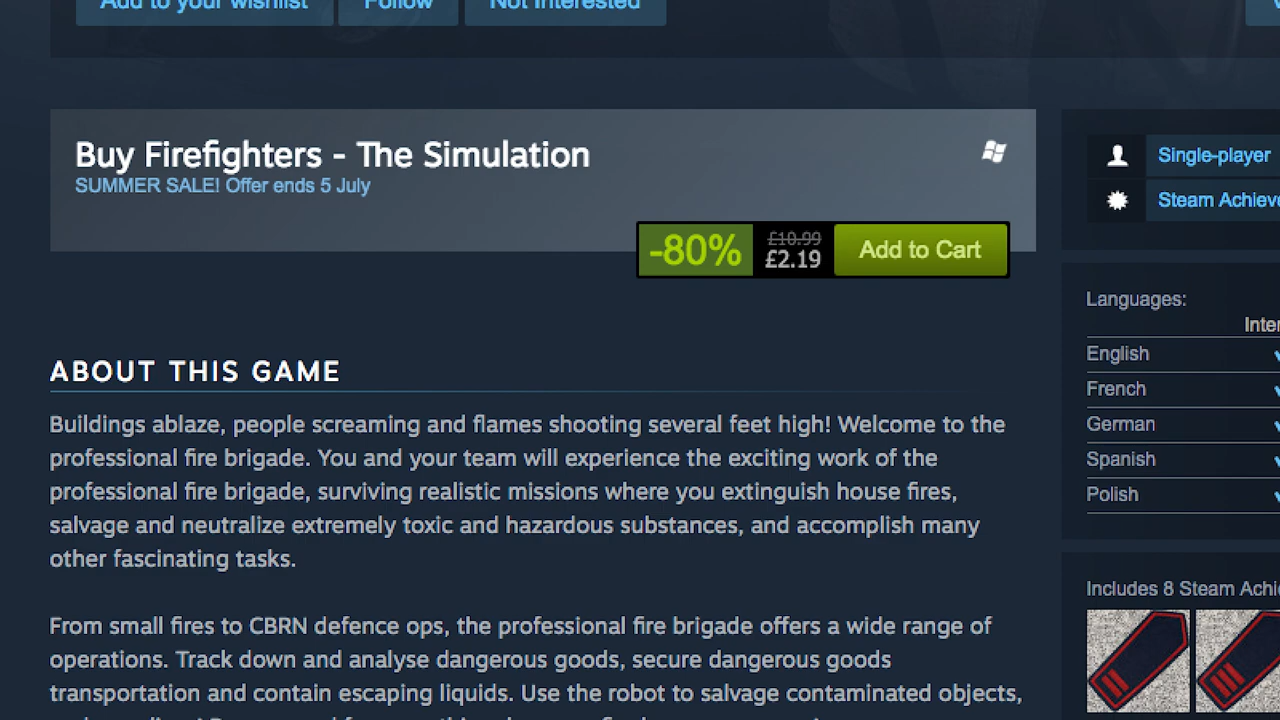 Add to your wishlist
Follow
Not Interested
Buy Firefighters - The Simulation
SUMMER SALE! Offer ends 5 July
-80%
£10.99
£2.19
Add to Cart
ABOUT THIS GAME
Buildings ablaze, people screaming and flames shooting several feet high! Welcome to the
professional fire brigade. You and your team will experience the exciting work of the
professional fire brigade, surviving realistic missions where you extinguish house fires,
salvage and neutralize extremely toxic and hazardous substances, and accomplish many
other fascinating tasks.
From small fires to CBRN defence ops, the professional fire brigade offers a wide range of
operations. Track down and analyse dangerous goods, secure dangerous goods
transportation and contain escaping liquids. Use the robot to salvage contaminated objects,
Single-player
Steam Achieve
Languages:
Inter
English
French
German
Spanish
Polish
Includes 8 Steam Achi